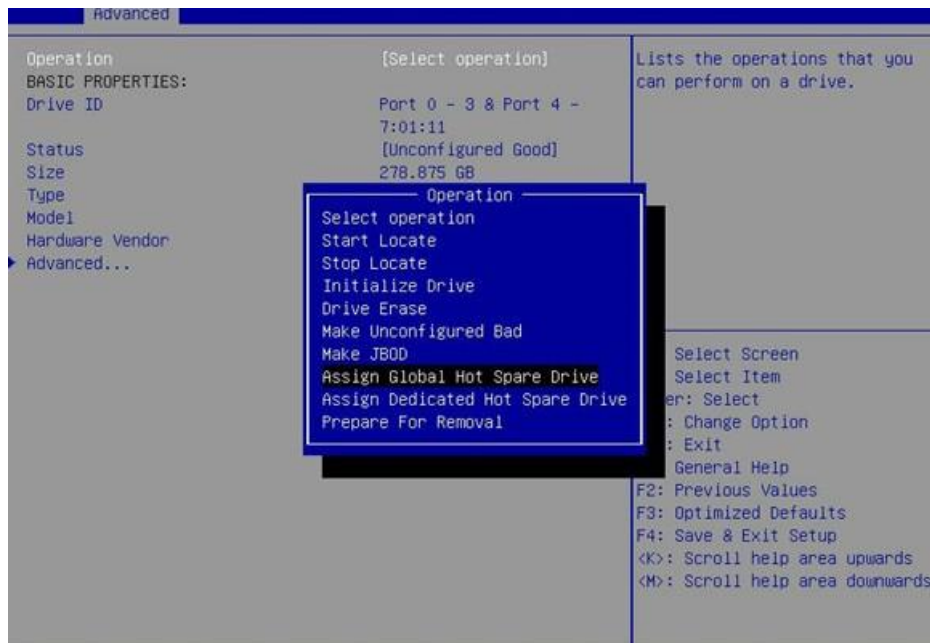 Advanced
Operation [Select operation]
BASIC PROPERTIES:
Drive ID Port 0 - 3 & Port 4 -
7:01:11
Status [Unconfigured Good]
Size 278.875 GB
Type
Model
Hardware Vendor
Advanced...
Operation
Select operation
Start Locate
Stop Locate
Initialize Drive
Drive Erase
Make Unconfigured Bad
Make JBOD
Assign Global Hot Spare Drive
Assign Dedicated Hot Spare Drive
Prepare For Removal
Lists the operations that you
can perform on a drive.
Select Screen
Select Item
er: Select
: Change Option
: Exit
General Help
F2: Previous Values
F3: Optimized Defaults
F4: Save & Exit Setup
<K>: Scroll help area upwards
<M>: Scroll help area downwards